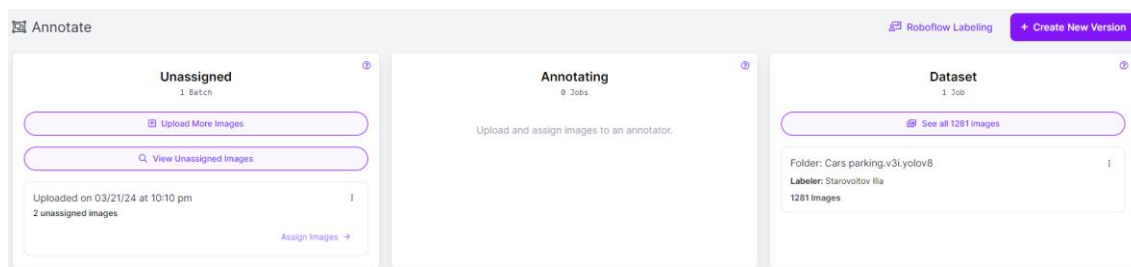 Annotate
Roboflow Labeling
+ Create New Version
Unassigned
1 Batch
Upload More Images
View Unassigned Images
Uploaded on 03/21/24 at 10:10 pm
2 unassigned images
Assign Images →
Annotating
0 Jobs
Upload and assign images to an annotator.
Dataset
1 Job
See all 1281 images
Folder: Cars parking.v3i.yolov8
Labeler: Starovoitov Ilia
1281 Images